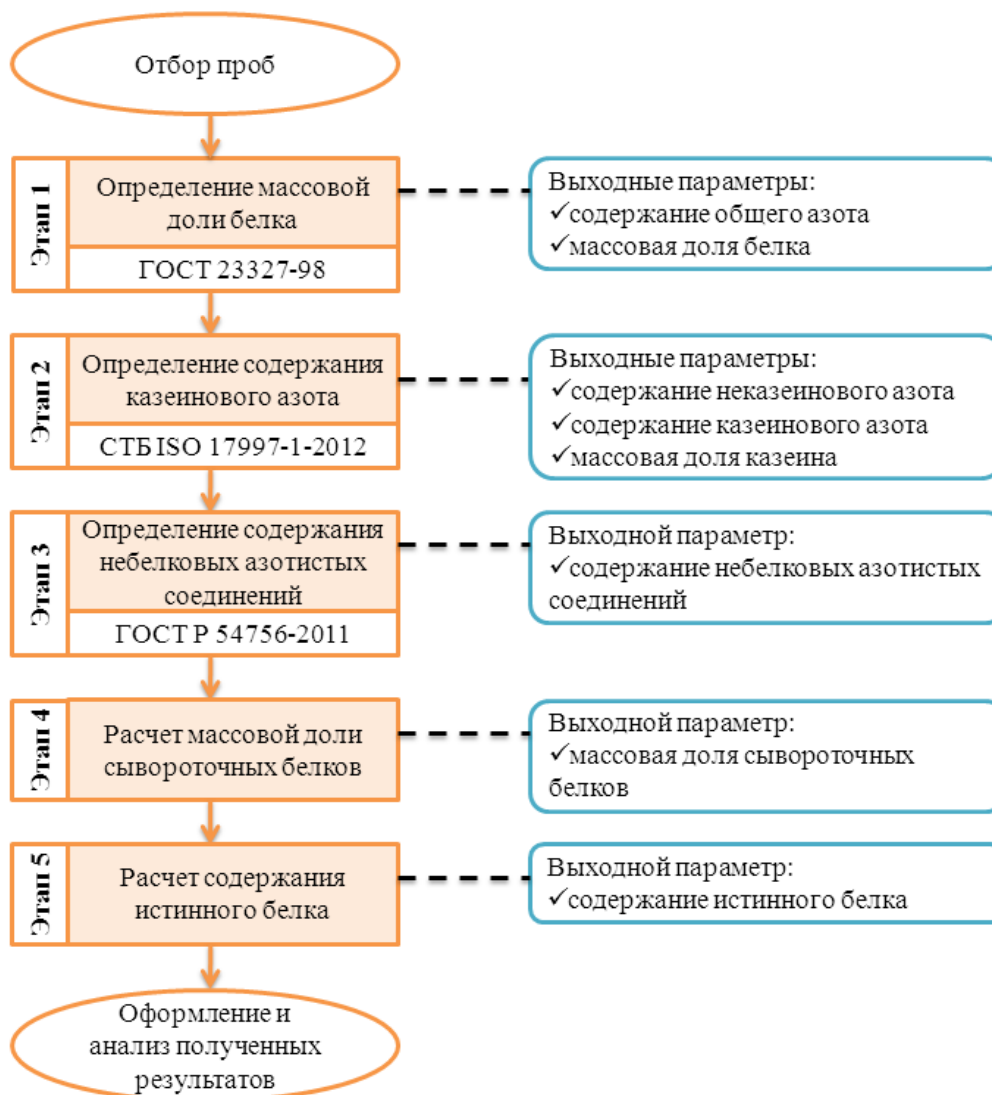 Отбор проб
Этап 1
Определение массовой
доли белка
ГОСТ 23327-98
Выходные параметры:
✓содержание общего азота
✓массовая доля белка
Этап 2
Определение содержания
казеинового азота
СТБ ISO 17997-1-2012
Выходные параметры:
✓содержание неказеинового азота
✓содержание казеинового азота
✓массовая доля казеина
Этап 3
Определение содержания
небелковых азотистых
соединений
ГОСТ Р 54756-2011
Выходной параметр:
✓содержание небелковых азотистых
соединений
Этап 4
Расчет массовой доли
сывороточных белков
Выходной параметр:
✓массовая доля сывороточных
белков
Этап 5
Расчет содержания
истинного белка
Выходной параметр:
✓содержание истинного белка
Оформление и
анализ полученных
результатов